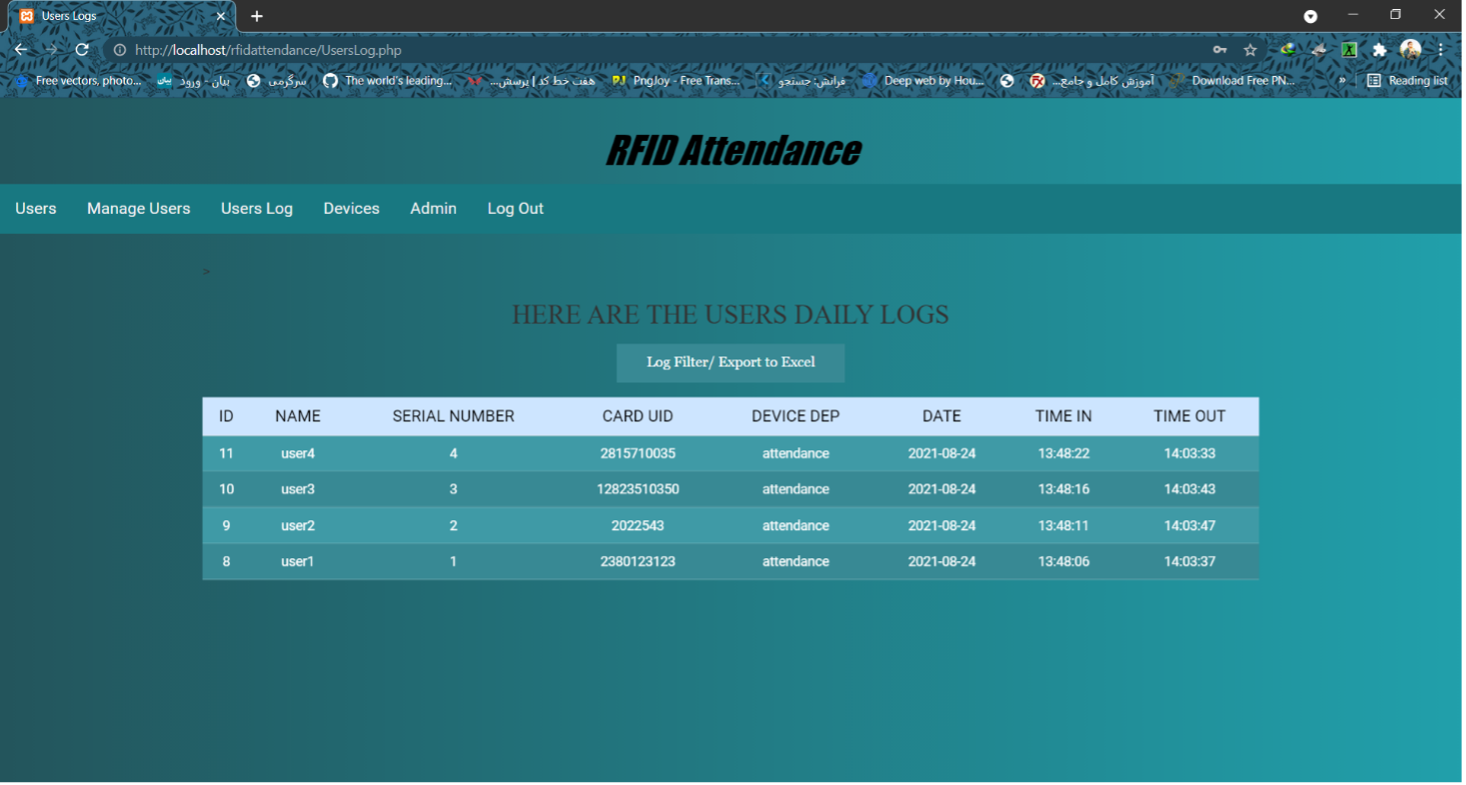 Users Logs
http://localhost/rfidattendance/UsersLog.php
Free vectors, photo... بیان - ورود سرگرمی The world's leading... هفت خط کد | پرسش... PngJoy - Free Trans... فرانش: جستجو Deep web by Hou... آموزش کامل و جامع... Download Free PN... » Reading list
RFID Attendance
Users Manage Users Users Log Devices Admin Log Out
>
HERE ARE THE USERS DAILY LOGS
Log Filter/ Export to Excel
ID NAME SERIAL NUMBER CARD UID DEVICE DEP DATE TIME IN TIME OUT
11 user4 4 2815710035 attendance 2021-08-24 13:48:22 14:03:33
10 user3 3 12823510350 attendance 2021-08-24 13:48:16 14:03:43
9 user2 2 2022543 attendance 2021-08-24 13:48:11 14:03:47
8 user1 1 2380123123 attendance 2021-08-24 13:48:06 14:03:37